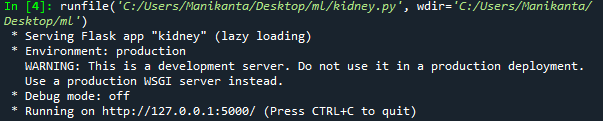 In [4]: runfile('C:/Users/Manikanta/Desktop/ml/kidney.py', wdir='C:/Users/Manikanta/
Desktop/ml')
 * Serving Flask app "kidney" (lazy loading)
 * Environment: production
   WARNING: This is a development server. Do not use it in a production deployment.
   Use a production WSGI server instead.
 * Debug mode: off
 * Running on http://127.0.0.1:5000/ (Press CTRL+C to quit)